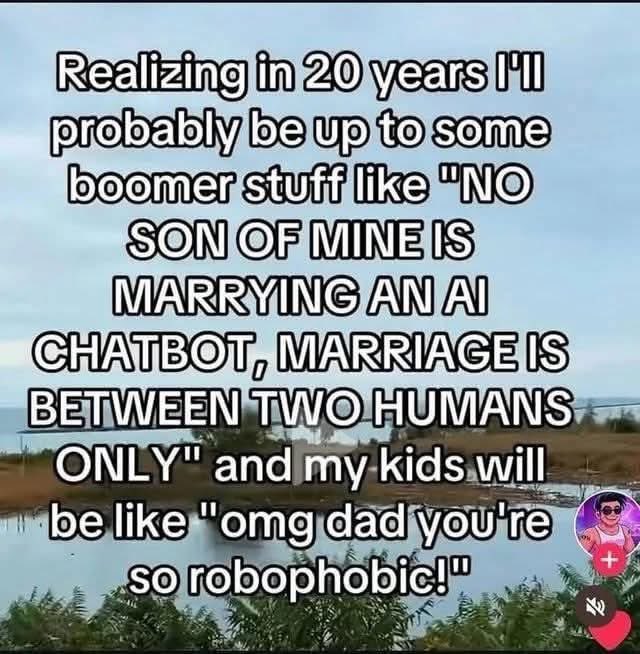 Realizing in 20 years I'll
probably be up to some
boomer stuff like "NO
SON OF MINE IS
MARRYING AN AI
CHATBOT, MARRIAGE IS
BETWEEN TWO HUMANS
ONLY" and my kids will
be like "omg dad you're
so robophobic!"